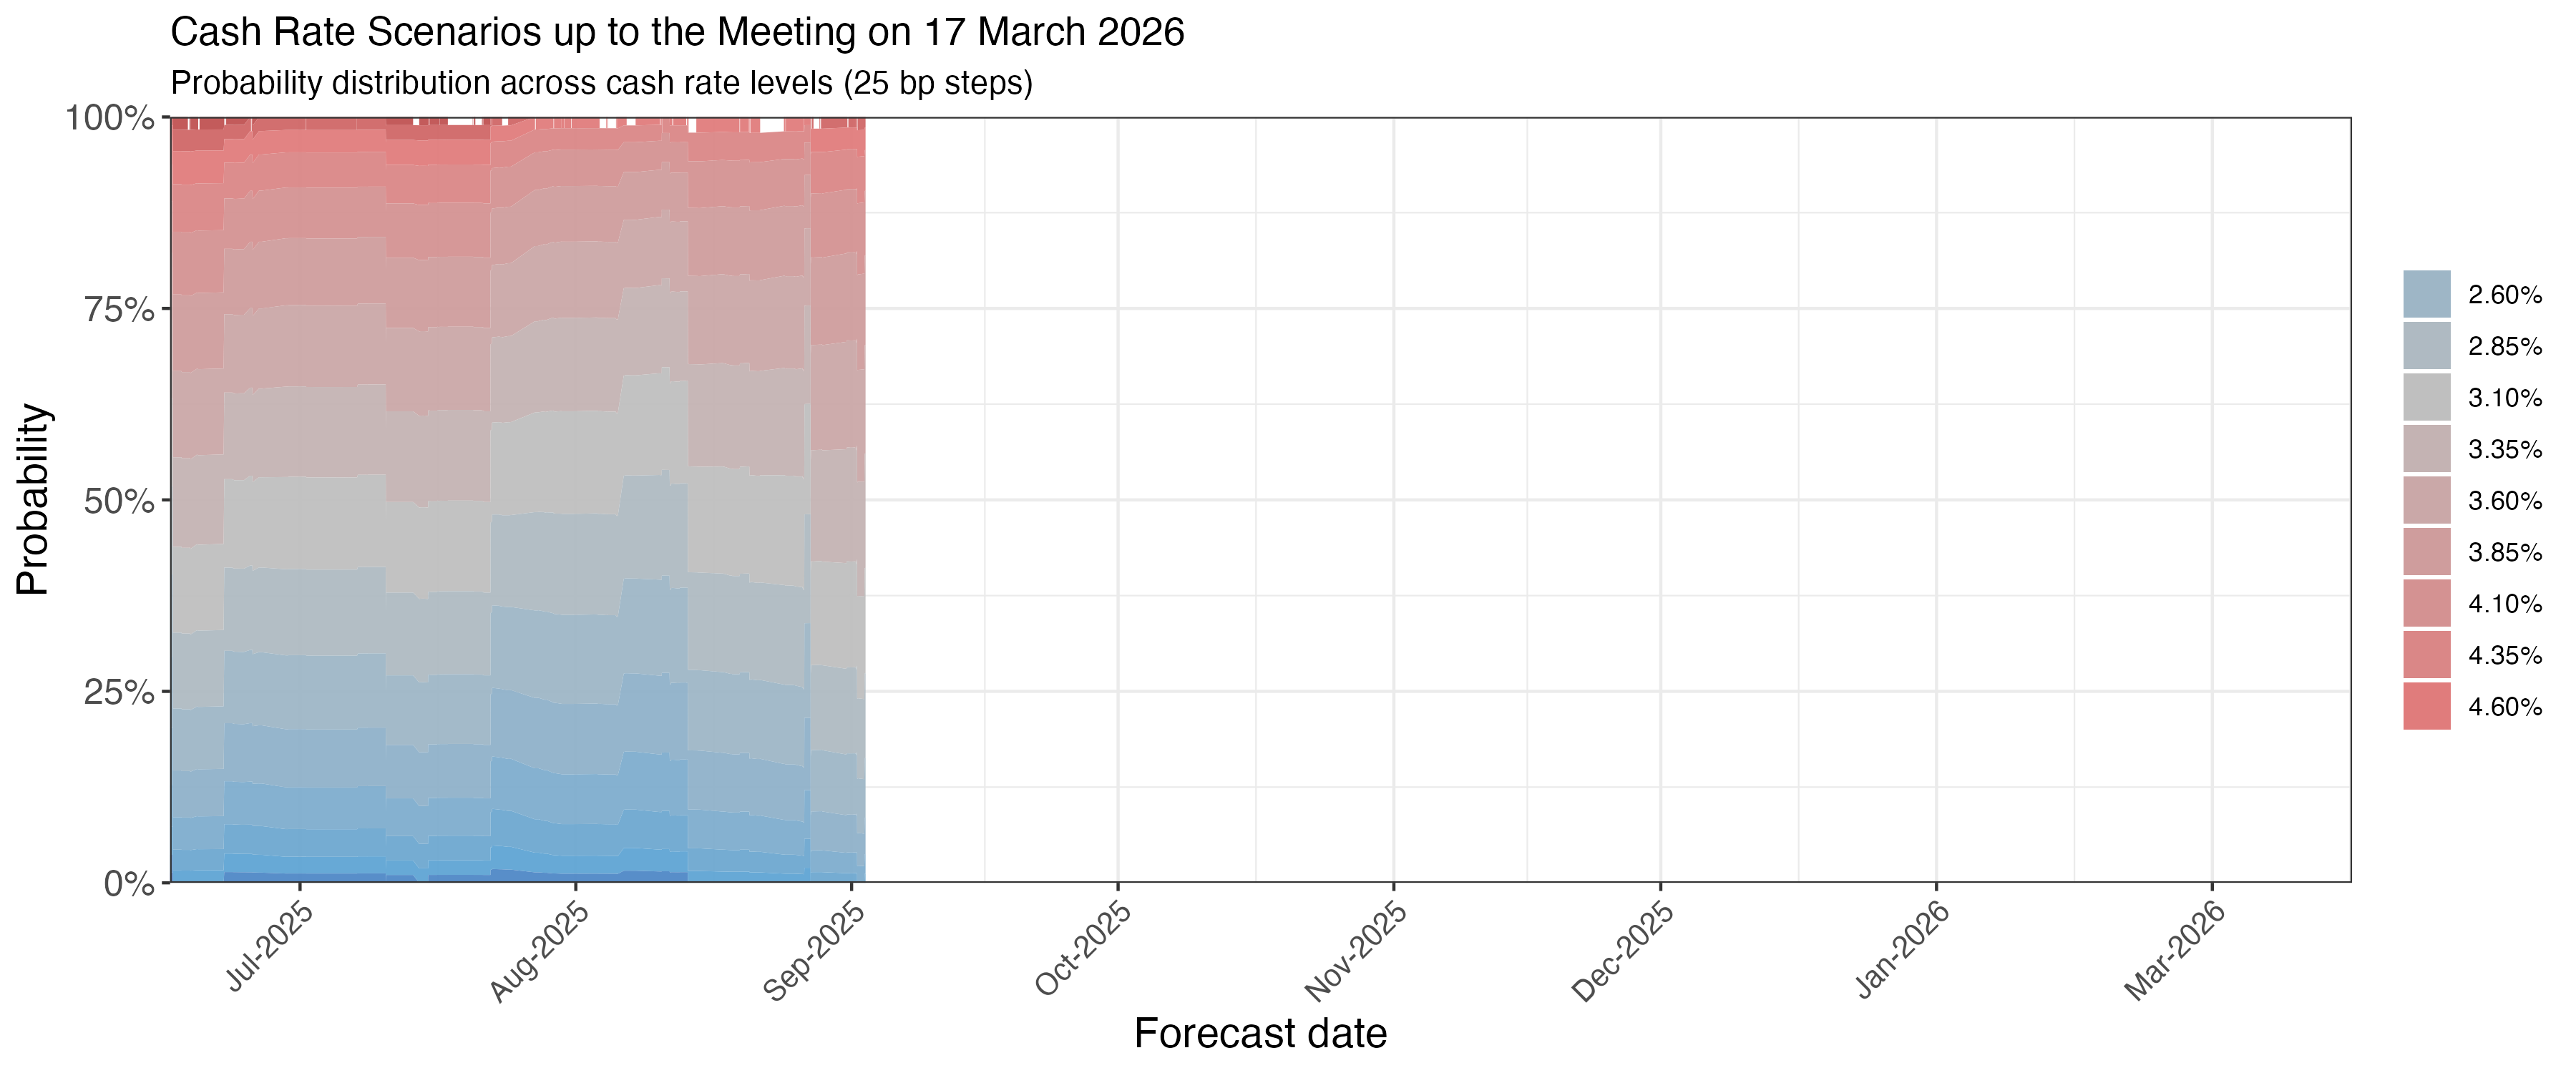 Cash Rate Scenarios up to the Meeting on 17 March 2026
Probability distribution across cash rate levels (25 bp steps)
100%
75%
50%
25%
0%
Probability
Jul-2025
Aug-2025
Sep-2025
Oct-2025
Nov-2025
Dec-2025
Jan-2026
Mar-2026
Forecast date
2.60%
2.85%
3.10%
3.35%
3.60%
3.85%
4.10%
4.35%
4.60%